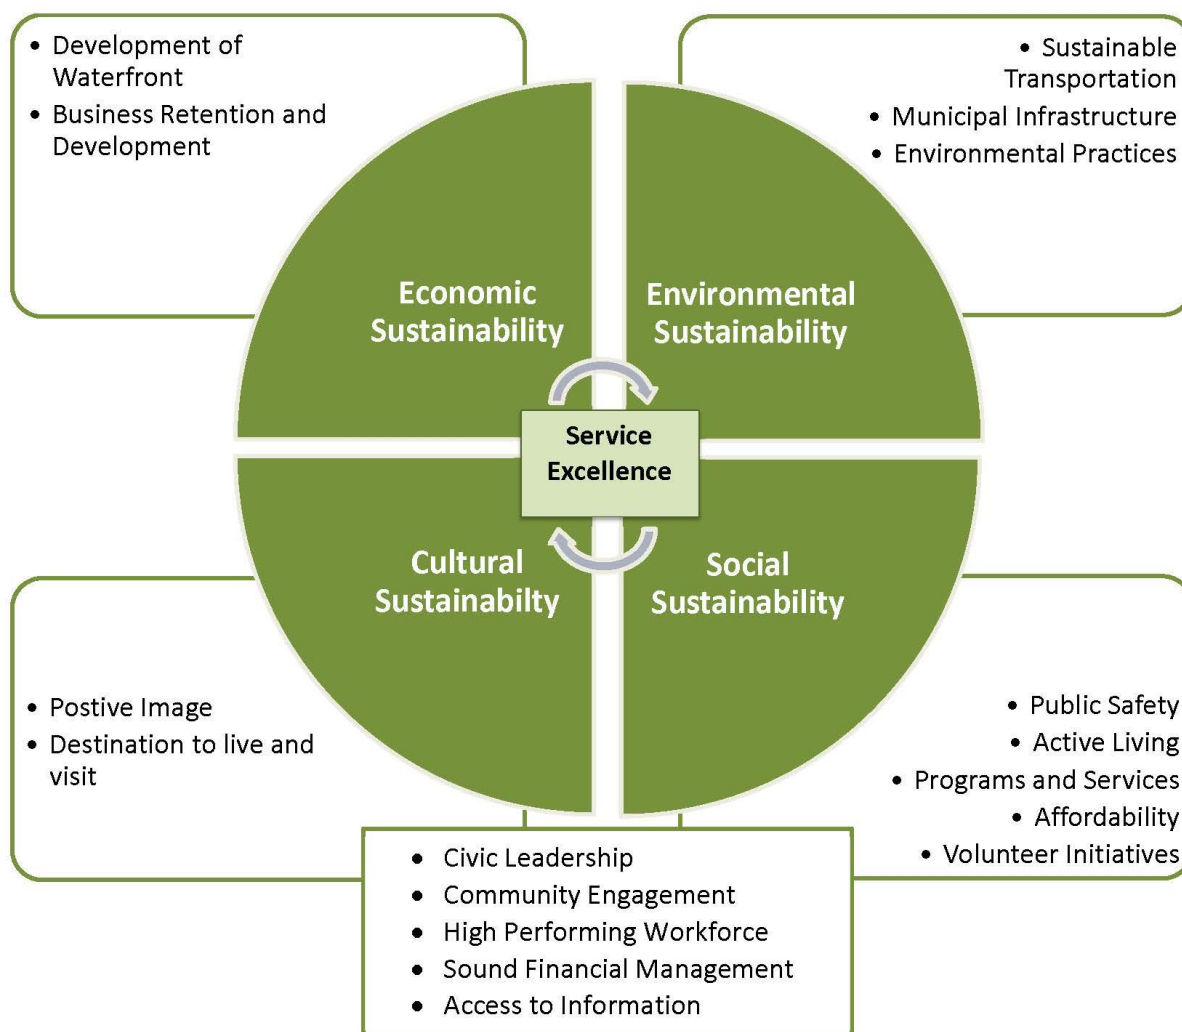 • Development of
Waterfront
• Business Retention and
Development
• Sustainable
Transportation
• Municipal Infrastructure
• Environmental Practices
Economic
Sustainability
Environmental
Sustainability
Service
Excellence
Cultural
Sustainabilty
Social
Sustainability
• Postive Image
• Destination to live and
visit
• Public Safety
• Active Living
• Programs and Services
• Affordability
• Volunteer Initiatives
• Civic Leadership
• Community Engagement
• High Performing Workforce
• Sound Financial Management
• Access to Information